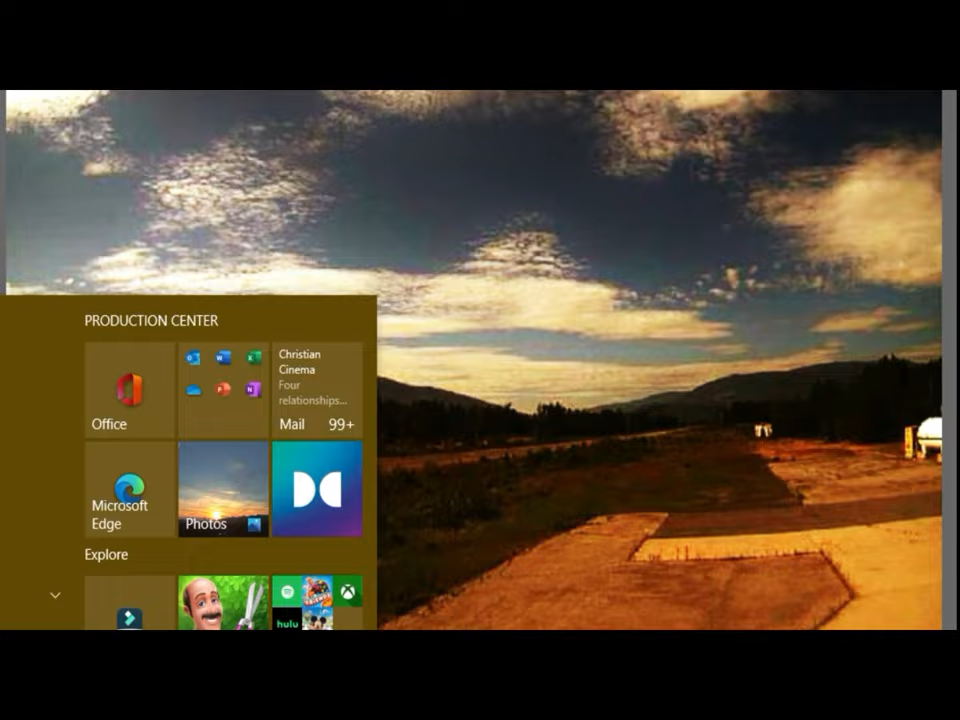 PRODUCTION CENTER
Office
Christian
Cinema
Four
relationships...
Mail 99+
Microsoft
Edge
Photos
Explore
hulu